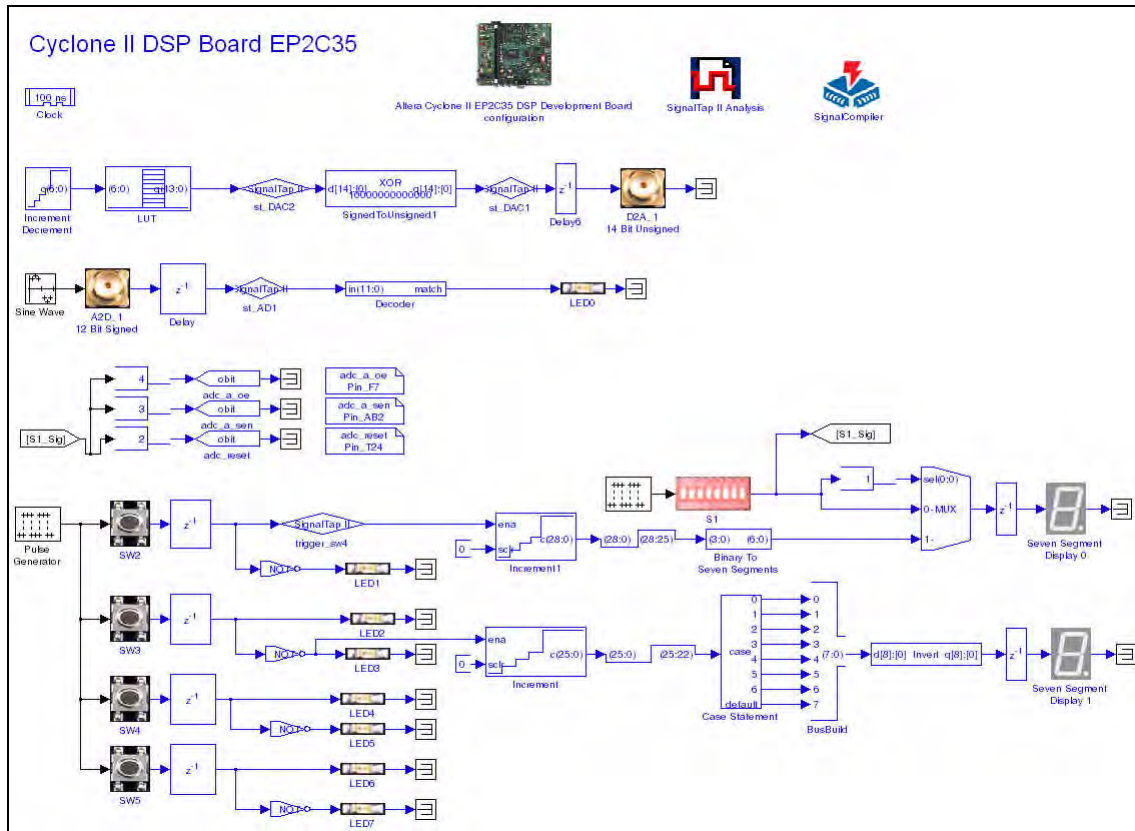 Cyclone II DSP Board EP2C35
100 ns
Clock
Altera Cyclone II EP2C35 DSP Development Board
configuration
SignalTap II Analysis
SignalCompiler
q(6:0)
Increment
Decrement
(6:0) q(13:0)
LUT
SignalTap II
st_DAC2
d[14]:[0] XOR q[14]:[0]
SignedToUnsigned1
SignalTap II
st_DAC1
z-1
Delay6
D2A_1
14 Bit Unsigned
Sine Wave
A2D_1
12 Bit Signed
z-1
Delay
SignalTap II
st_AD1
in(11:0) match
Decoder
LED0
[S1_Sig]
4
obit
adc_a_oe
3
obit
adc_a_sen
2
obit
adc_reset
adc_a_oe
Pin_F7
adc_a_sen
Pin_AB2
adc_reset
Pin_T24
[S1_Sig]
S1
1
sel(0:0)
0-MUX
1-
z-1
Seven Segment
Display 0
Pulse
Generator
SW2
z-1
SignalTap II
trigger_sw4
NOT
LED1
0
ena
sclr
c(28:0)
Increment1
(28:0) (28:25)
(3:0) (6:0)
Binary To
Seven Segments
SW3
z-1
LED2
NOT
LED3
0
ena
sclr
c(25:0)
Increment
(25:0) (25:22)
case
0
1
2
3
4
5
6
default
Case Statement
0
1
2
3
4
5
6
7
(7:0)
BusBuild
d[8]:[0] Invert q[8]:[0]
z-1
Seven Segment
Display 1
SW4
z-1
LED4
NOT
LED5
SW5
z-1
LED6
NOT
LED7